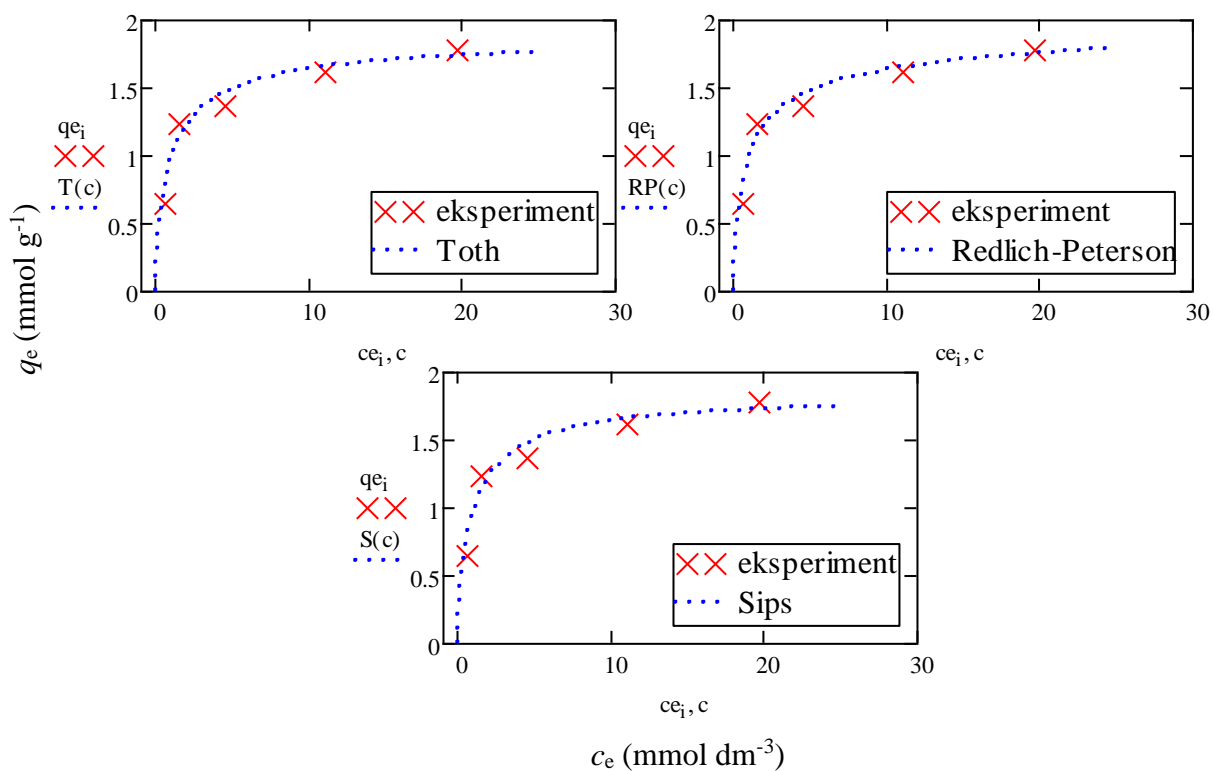 2
1.5
1
0.5
0
0
10
20
30
qe_i
T(c)
eksperiment
Toth
ce_i, c
2
1.5
1
0.5
0
0
10
20
30
qe_i
RP(c)
eksperiment
Redlich-Peterson
ce_i, c
q_e (mmol g^-1)
2
1.5
1
0.5
0
0
10
20
30
qe_i
S(c)
eksperiment
Sips
ce_i, c
c_e (mmol dm^-3)